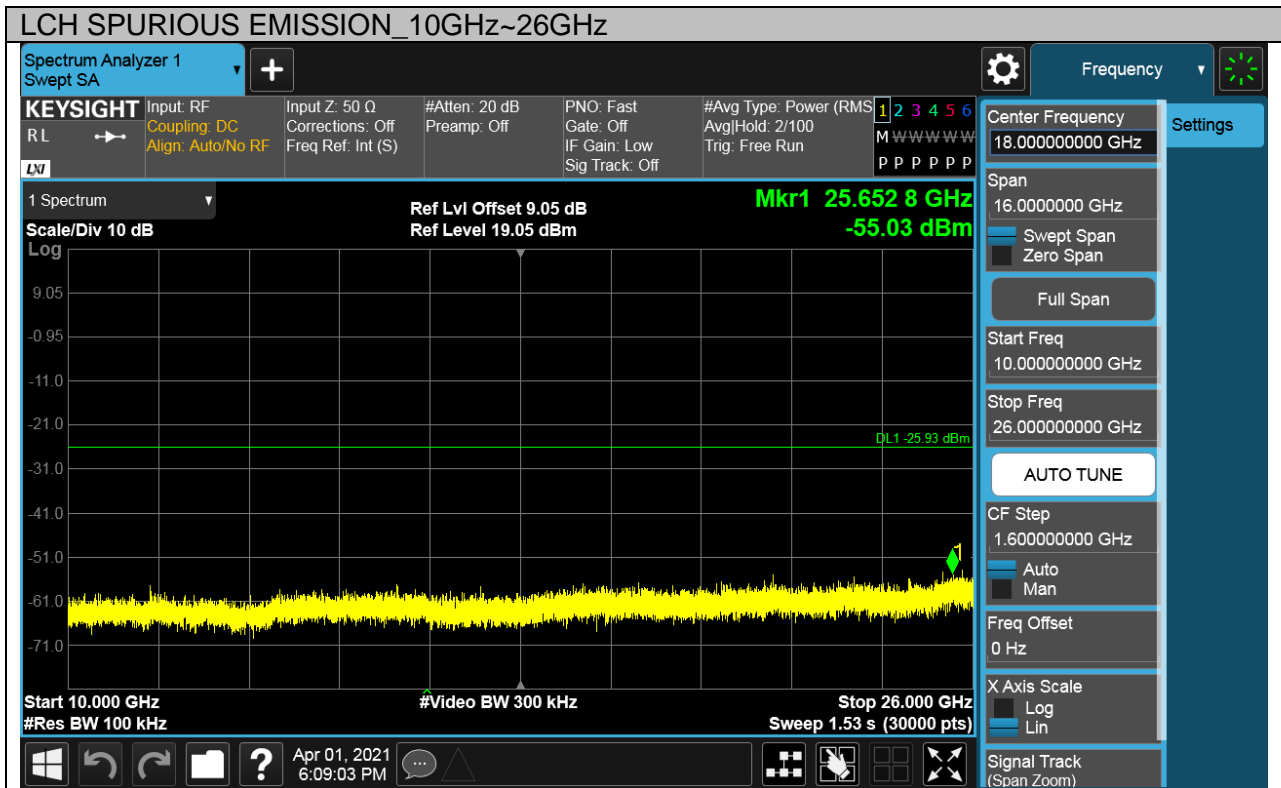 LCH SPURIOUS EMISSION_10GHz~26GHz
Spectrum Analyzer 1
Swept SA
+
Frequency
KEYSIGHT
RL
LXI
Input: RF
Coupling: DC
Align: Auto/No RF
Input Z: 50 Ω
Corrections: Off
Freq Ref: Int (S)
#Atten: 20 dB
Preamp: Off
PNO: Fast
Gate: Off
IF Gain: Low
Sig Track: Off
#Avg Type: Power (RMS
Avg|Hold: 2/100
Trig: Free Run
1 2 3 4 5 6
M W W W W W
P P P P P P
1 Spectrum
Scale/Div 10 dB
Log
Ref Lvl Offset 9.05 dB
Ref Level 19.05 dBm
Mkr1 25.652 8 GHz
-55.03 dBm
9.05
-0.95
-11.0
-21.0
DL1 -25.93 dBm
-31.0
-41.0
-51.0
1
-61.0
-71.0
Start 10.000 GHz
#Video BW 300 kHz
Stop 26.000 GHz
#Res BW 100 kHz
Sweep 1.53 s (30000 pts)
Center Frequency
18.000000000 GHz
Settings
Span
16.0000000 GHz
Swept Span
Zero Span
Full Span
Start Freq
10.000000000 GHz
Stop Freq
26.000000000 GHz
AUTO TUNE
CF Step
1.600000000 GHz
Auto
Man
Freq Offset
0 Hz
X Axis Scale
Log
Lin
Signal Track
(Span Zoom)
?
Apr 01, 2021
6:09:03 PM